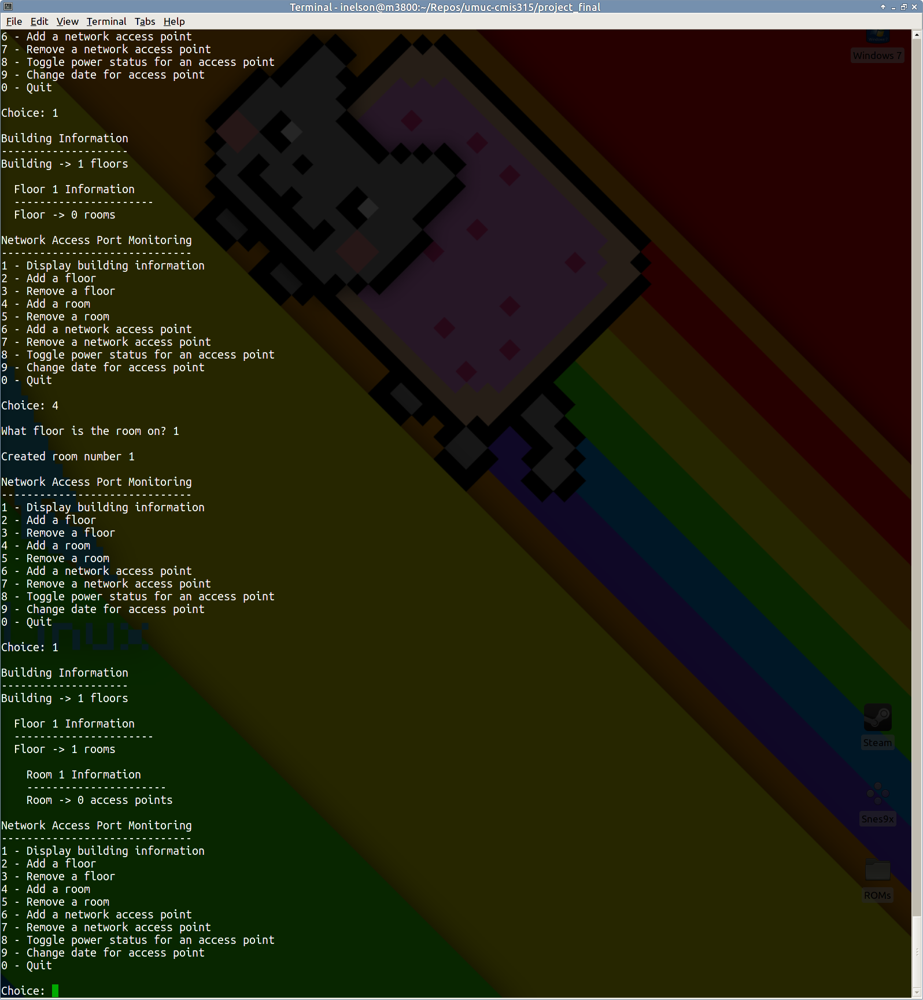 Terminal - inelson@m3800:~/Repos/umuc-cmis315/project_final
File Edit View Terminal Tabs Help
6 - Add a network access point
7 - Remove a network access point
8 - Toggle power status for an access point
9 - Change date for access point
0 - Quit
Choice: 1
Building Information
--------------------
Building -> 1 floors
Floor 1 Information
----------------------
Floor -> 0 rooms
Network Access Port Monitoring
------------------------------
1 - Display building information
2 - Add a floor
3 - Remove a floor
4 - Add a room
5 - Remove a room
6 - Add a network access point
7 - Remove a network access point
8 - Toggle power status for an access point
9 - Change date for access point
0 - Quit
Choice: 4
What floor is the room on? 1
Created room number 1
Network Access Port Monitoring
------------------------------
1 - Display building information
2 - Add a floor
3 - Remove a floor
4 - Add a room
5 - Remove a room
6 - Add a network access point
7 - Remove a network access point
8 - Toggle power status for an access point
9 - Change date for access point
0 - Quit
Choice: 1
Building Information
--------------------
Building -> 1 floors
Floor 1 Information
----------------------
Floor -> 1 rooms
Room 1 Information
----------------------
Room -> 0 access points
Network Access Port Monitoring
------------------------------
1 - Display building information
2 - Add a floor
3 - Remove a floor
4 - Add a room
5 - Remove a room
6 - Add a network access point
7 - Remove a network access point
8 - Toggle power status for an access point
9 - Change date for access point
0 - Quit
Choice:
Windows 7
Linux
Steam
Snes9x
ROMs